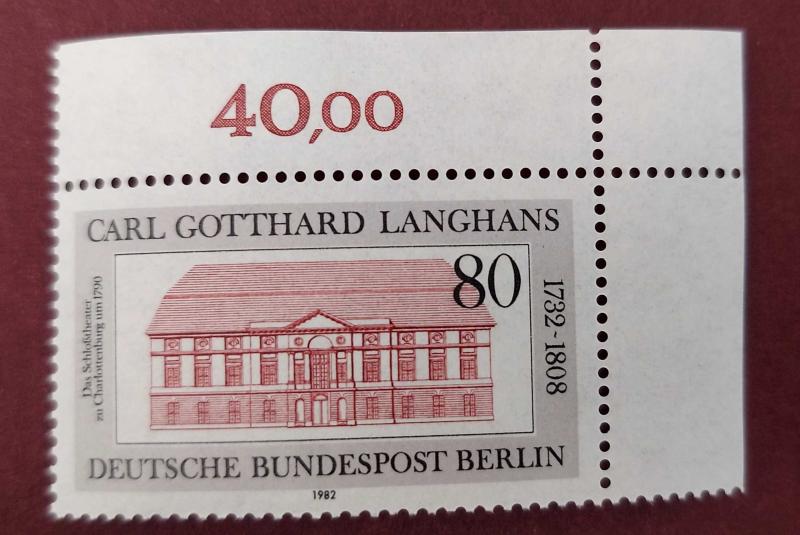 40,00
CARL GOTTHARD LANGHANS
80
1732-1808
Das Schloßtheater
zu Charlottenburg um 1790
DEUTSCHE BUNDESPOST BERLIN
1982